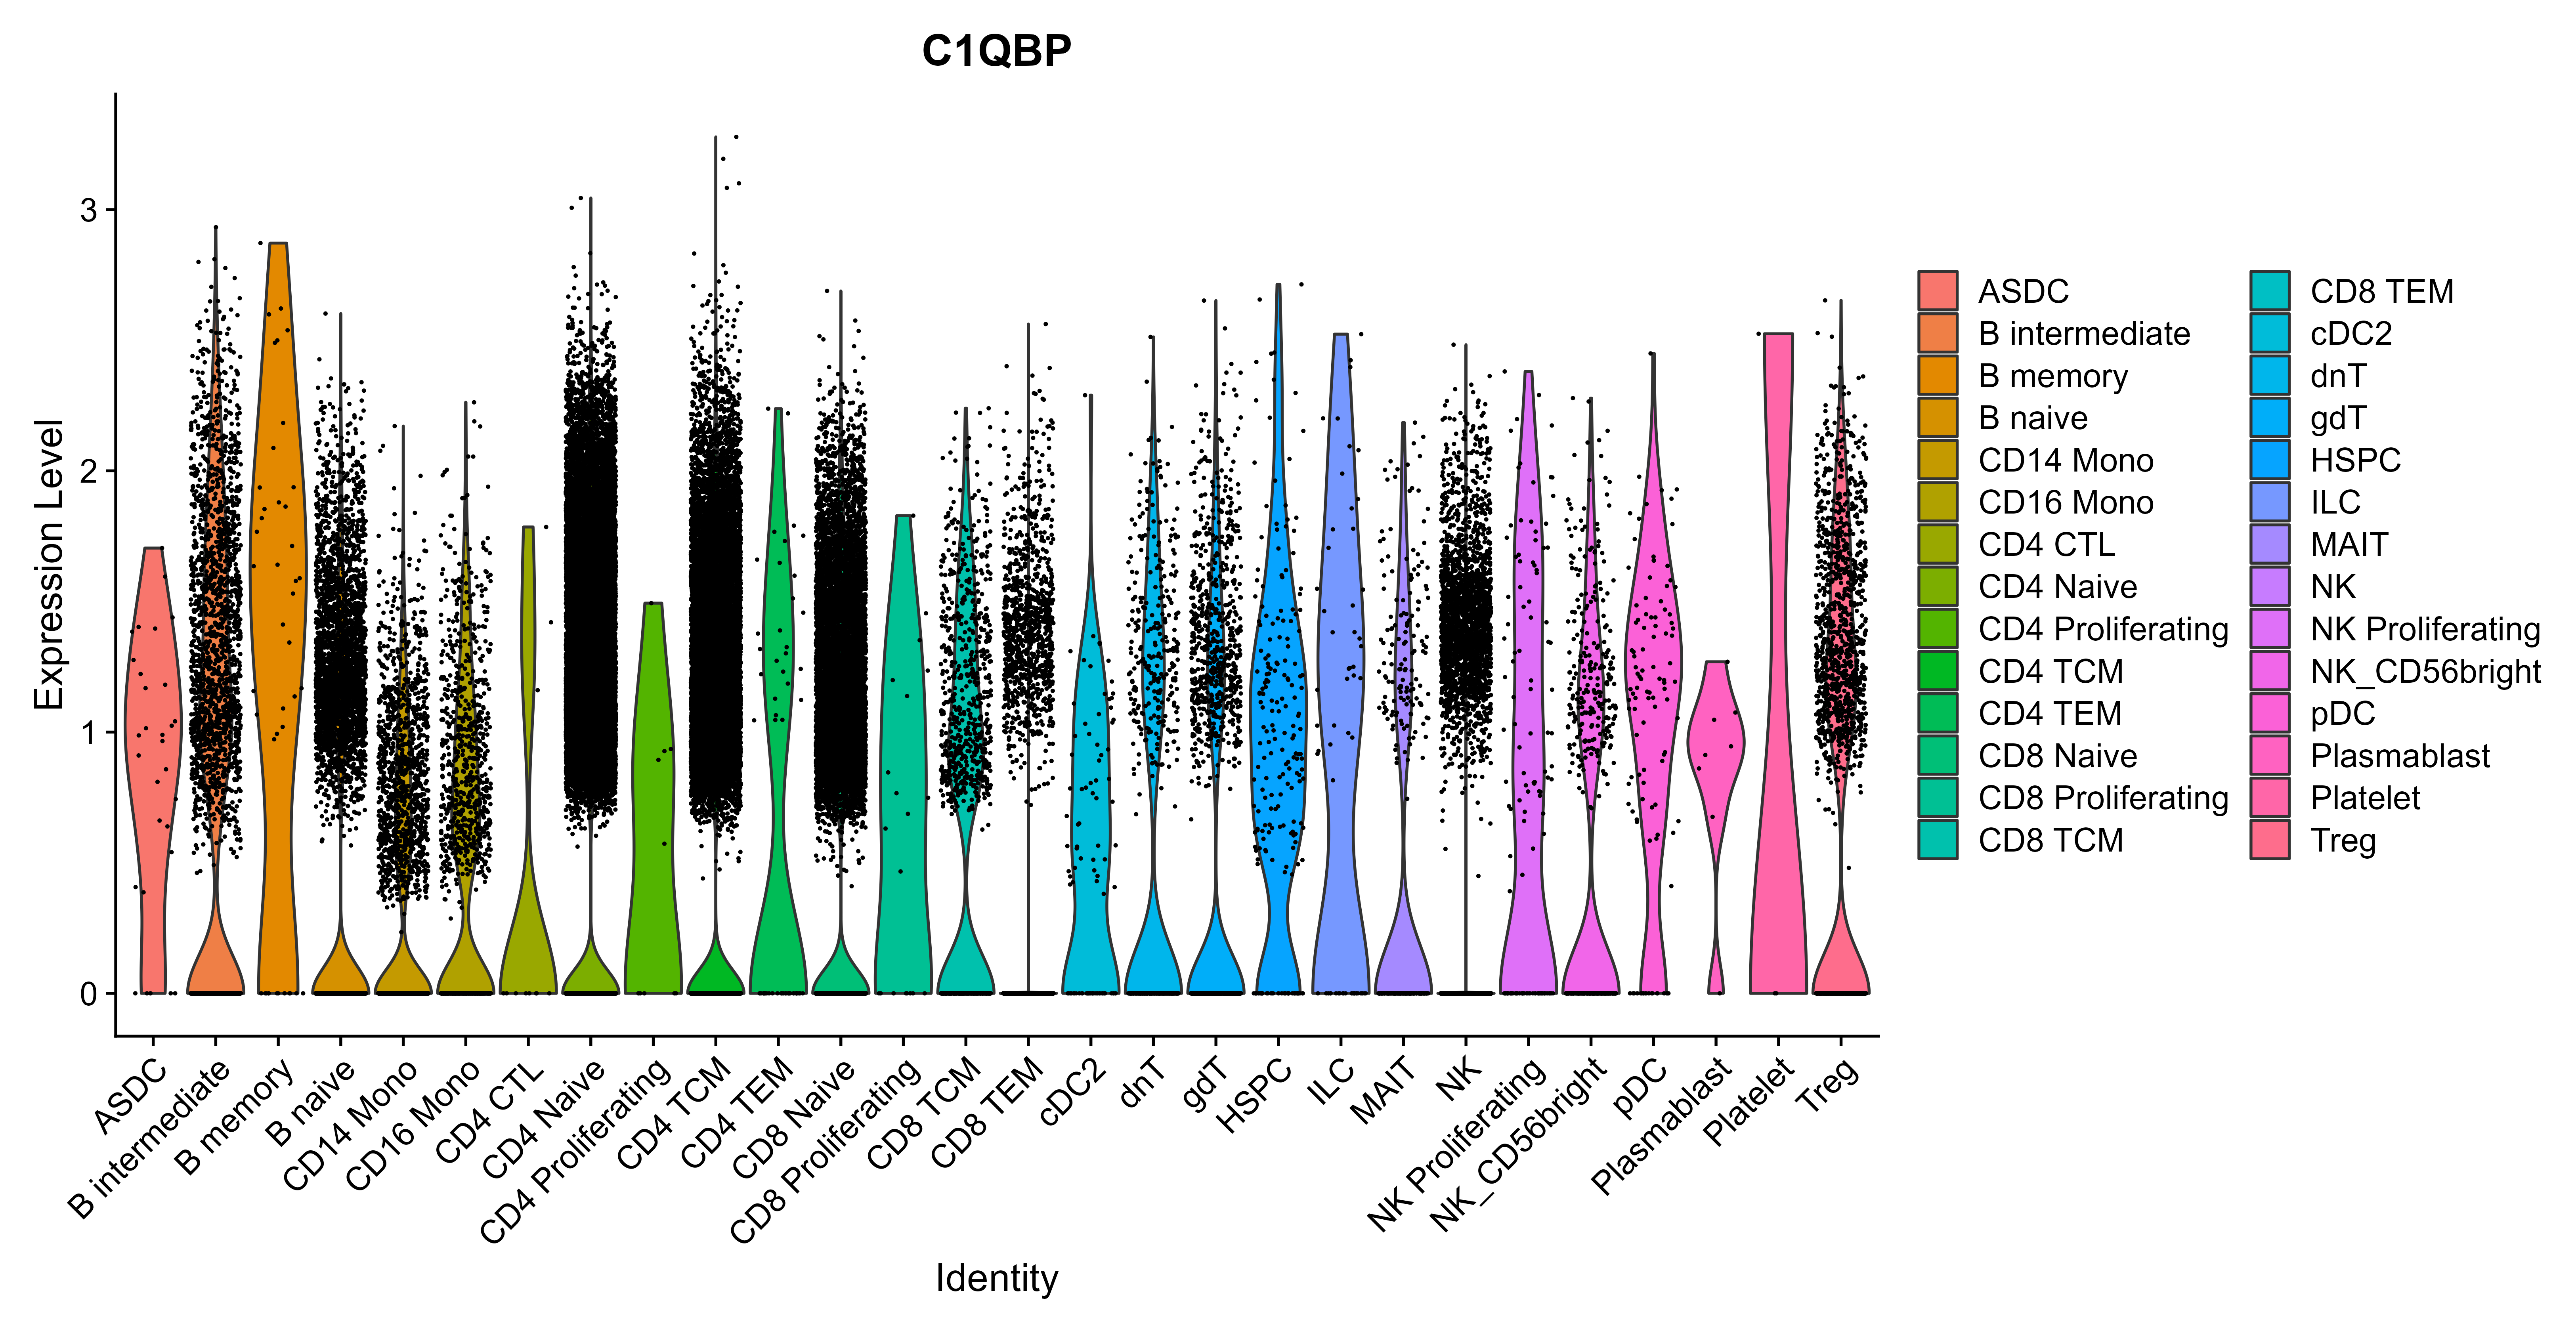 C1QBP
Expression Level
3
2
1
0
ASDC
B intermediate
B memory
B naive
CD14 Mono
CD16 Mono
CD4 CTL
CD4 Naive
CD4 Proliferating
CD4 TCM
CD4 TEM
CD8 Naive
CD8 Proliferating
CD8 TCM
CD8 TEM
cDC2
dnT
gdT
HSPC
ILC
MAIT
NK
NK Proliferating
NK_CD56bright
pDC
Plasmablast
Platelet
Treg
Identity
ASDC
B intermediate
B memory
B naive
CD14 Mono
CD16 Mono
CD4 CTL
CD4 Naive
CD4 Proliferating
CD4 TCM
CD4 TEM
CD8 Naive
CD8 Proliferating
CD8 TCM
CD8 TEM
cDC2
dnT
gdT
HSPC
ILC
MAIT
NK
NK Proliferating
NK_CD56bright
pDC
Plasmablast
Platelet
Treg